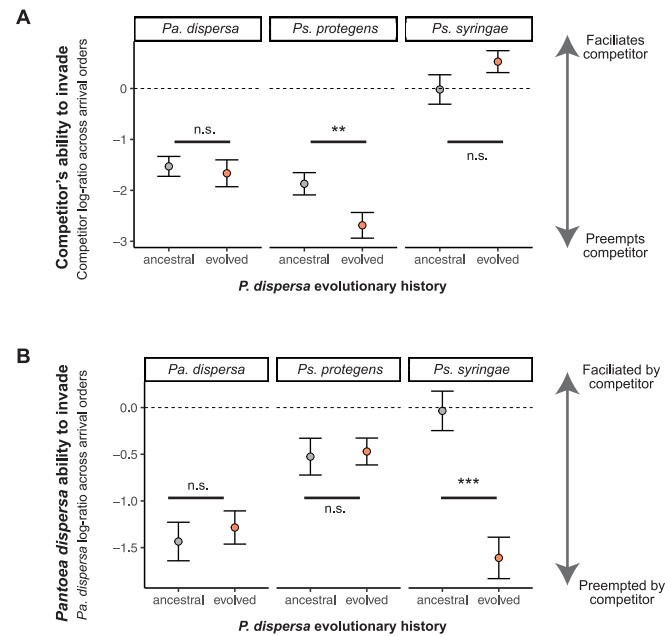 A
Pa. dispersa
Ps. protegens
Ps. syringae
Faciliates
competitor
Competitor's ability to invade
Competitor log-ratio across arrival orders
0
−1
−2
−3
n.s.
**
n.s.
Preempts
competitor
ancestral
evolved
ancestral
evolved
ancestral
evolved
P. dispersa evolutionary history
B
Pa. dispersa
Ps. protegens
Ps. syringae
Faciliated by
competitor
Pantoea dispersa ability to invade
Pa. dispersa log-ratio across arrival orders
0.0
−0.5
−1.0
−1.5
n.s.
n.s.
***
Preempted by
competitor
ancestral
evolved
ancestral
evolved
ancestral
evolved
P. dispersa evolutionary history